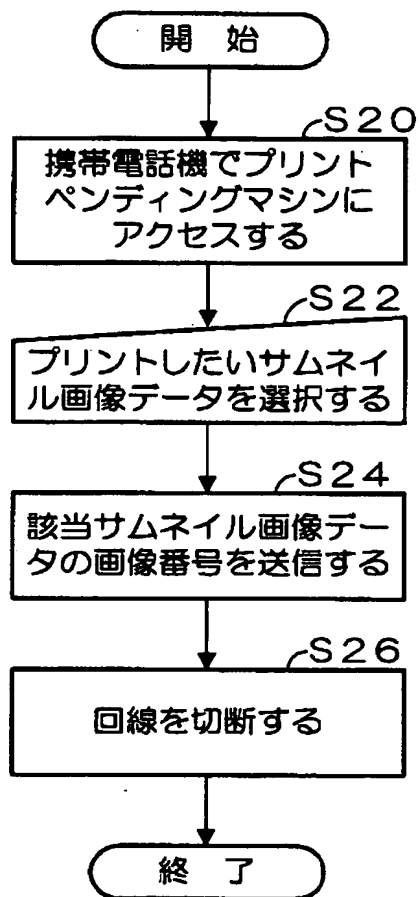 開 始
S20
携帯電話機でプリント
ペンディングマシンに
アクセスする
S22
プリントしたいサムネイ
ル画像データを選択する
S24
該当サムネイル画像デー
タの画像番号を送信する
S26
回線を切断する
終 了